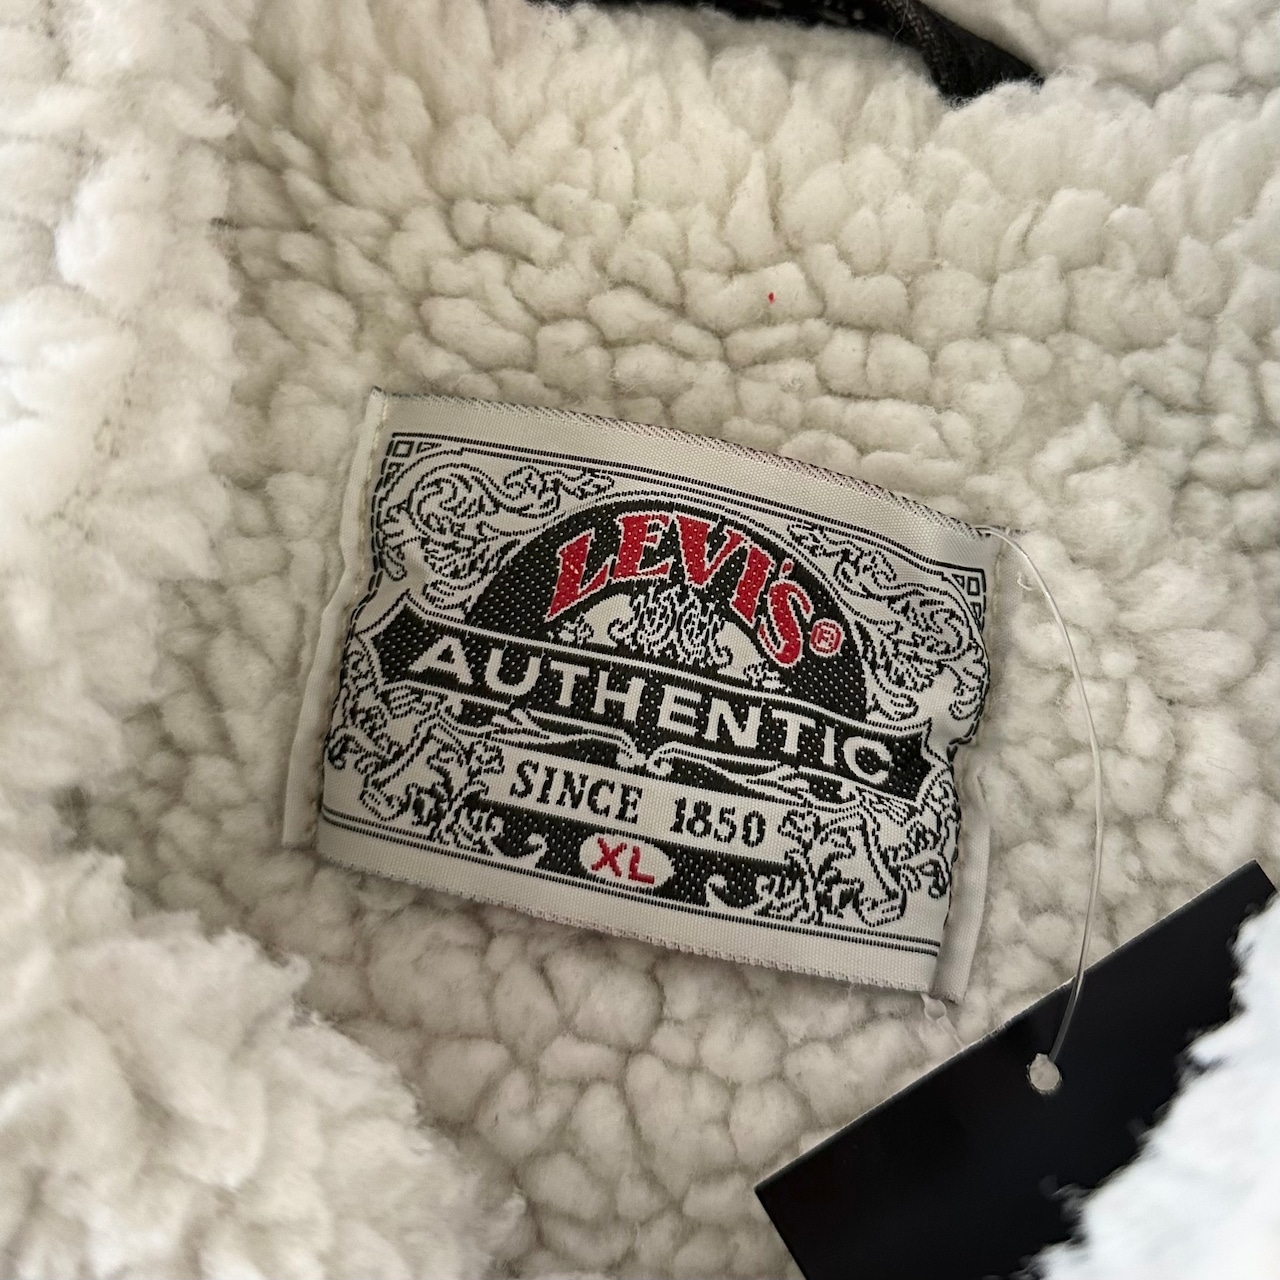 LEVI'S®
AUTHENTIC
SINCE 1850
XL